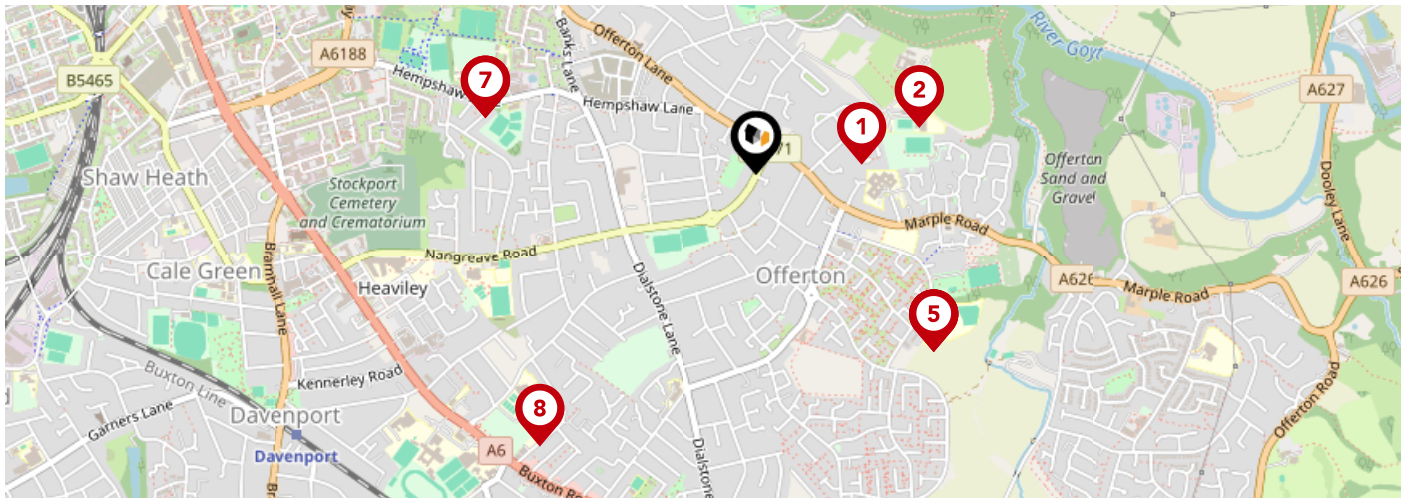 Banks Lane
Offerton Lane
River Goyt
A6188
B5465
Hempshaw
7
Hempshaw Lane
2
1
71
A627
Shaw Heath
Stockport
Cemetery
and Crematorium
Offerton
Sand and
Gravel
Dooley Lane
Marple Road
Nangreave Road
Cale Green
Bramhall Lane
Heaviley
Dialstone Lane
Offerton
A626
Marple Road
A626
5
Buxton Line
Kennerley Road
Garners Lane
Davenport
Davenport
8
A6
Buxton Ro
Dialstone
Offerton Road
Br
d